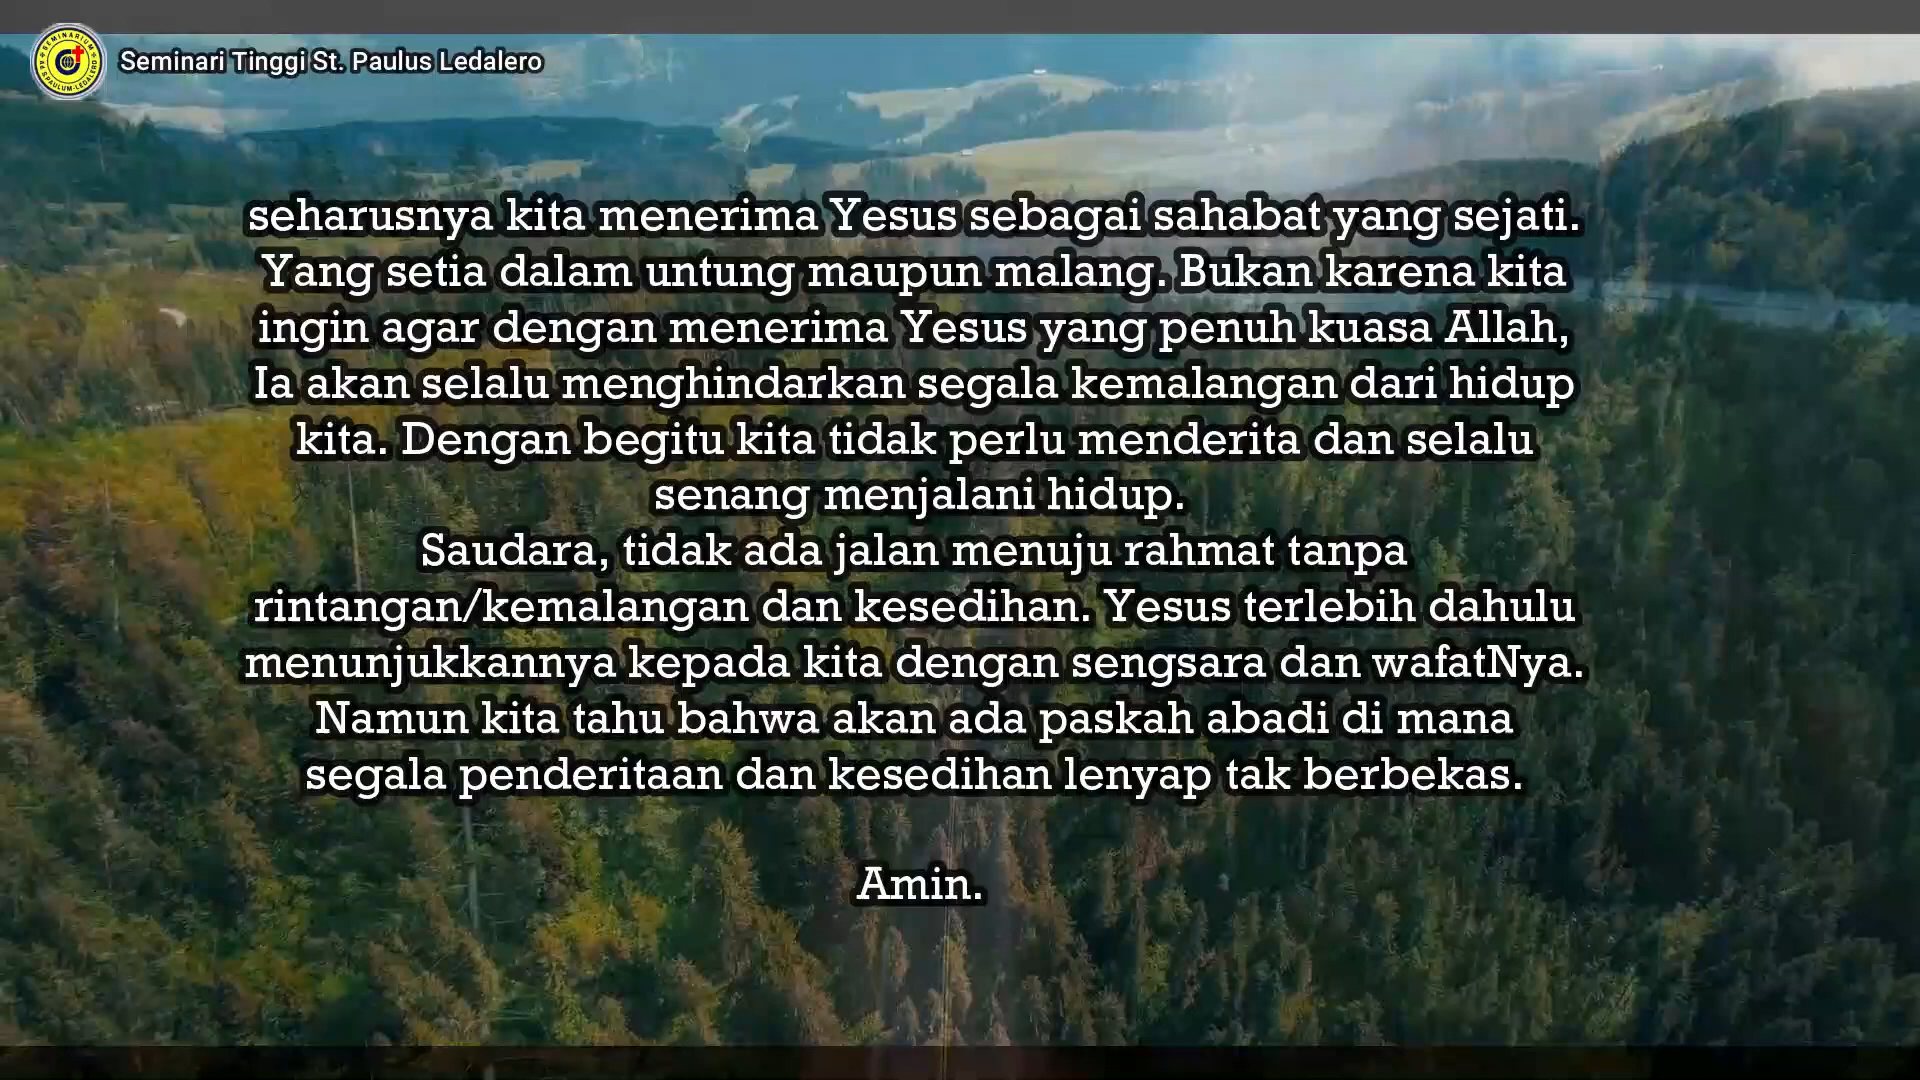 Seminari Tinggi St. Paulus Ledalero
seharusnya kita menerima Yesus sebagai sahabat yang sejati.
Yang setia dalam untung maupun malang. Bukan karena kita
ingin agar dengan menerima Yesus yang penuh kuasa Allah,
Ia akan selalu menghindarkan segala kemalangan dari hidup
kita. Dengan begitu kita tidak perlu menderita dan selalu
senang menjalani hidup.
Saudara, tidak ada jalan menuju rahmat tanpa
rintangan/kemalangan dan kesedihan. Yesus terlebih dahulu
menunjukkannya kepada kita dengan sengsara dan wafatNya.
Namun kita tahu bahwa akan ada paskah abadi di mana
segala penderitaan dan kesedihan lenyap tak berbekas.
Amin.